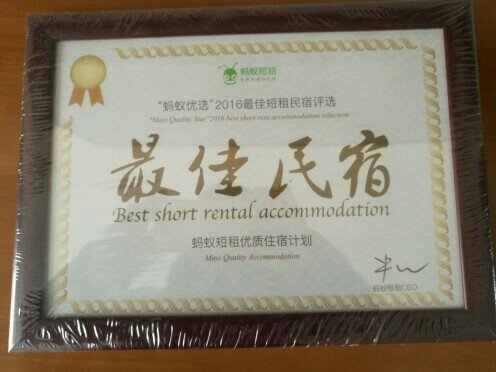 蚂蚁短租
"蚂蚁优选"2016最佳短租民宿评选
"Mayi Quality Star"2016 best short rent accommodation selection
最佳民宿
Best short rental accommodation
蚂蚁短租优质住宿计划
Mayi Quality Accommodation
蚂蚁短租CEO